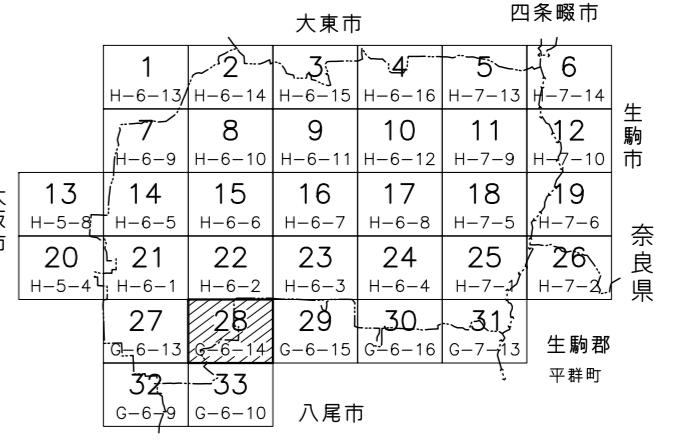 大東市 四条畷市
1 2 3 4 5 6
H-6-13 H-6-14 H-6-15 H-6-16 H-7-13 H-7-14
7 8 9 10 11 12
H-6-9 H-6-10 H-6-11 H-6-12 H-7-9 H-7-10
生駒市
13 14 15 16 17 18 19
H-5-8 H-6-5 H-6-6 H-6-7 H-6-8 H-7-5 H-7-6
大阪市
20 21 22 23 24 25 26
H-5-4 H-6-1 H-6-2 H-6-3 H-6-4 H-7-1 H-7-2
奈良県
27 28 29 30 31
G-6-13 G-6-14 G-6-15 G-6-16 G-7-13
生駒郡
平群町
32 33
G-6-9 G-6-10
八尾市